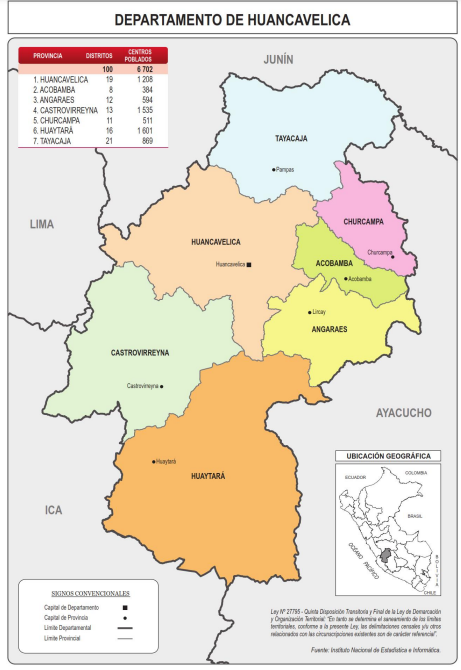 DEPARTAMENTO DE HUANCAVELICA
PROVINCIA DISTRITOS CENTROS POBLADOS
100 6 702
1. HUANCAVELICA 19 1 208
2. ACOBAMBA 8 384
3. ANGARAES 12 594
4. CASTROVIRREYNA 13 1 535
5. CHURCAMPA 11 511
6. HUAYTARÁ 16 1 601
7. TAYACAJA 21 869
JUNÍN
TAYACAJA
Pampas
LIMA
CHURCAMPA
Churcampa
HUANCAVELICA
Huancavelica
ACOBAMBA
Acobamba
Lircay
ANGARAES
CASTROVIRREYNA
Castrovirreyna
AYACUCHO
Huaytará
HUAYTARÁ
ICA
UBICACIÓN GEOGRÁFICA
COLOMBIA
ECUADOR
BRASIL
OCÉANO PACÍFICO
BOLIVIA
CHILE
SIGNOS CONVENCIONALES
Capital de Departamento
Capital de Provincia
Límite Departamental
Límite Provincial
Ley N° 27795 - Quinta Disposición Transitoria y Final de la Ley de Demarcación
y Organización Territorial: "En tanto se determina el saneamiento de los límites
territoriales, conforme a la presente Ley, las delimitaciones censales y/u otros
relacionados con las circunscripciones existentes son de carácter referencial".
Fuente: Instituto Nacional de Estadística e Informática.